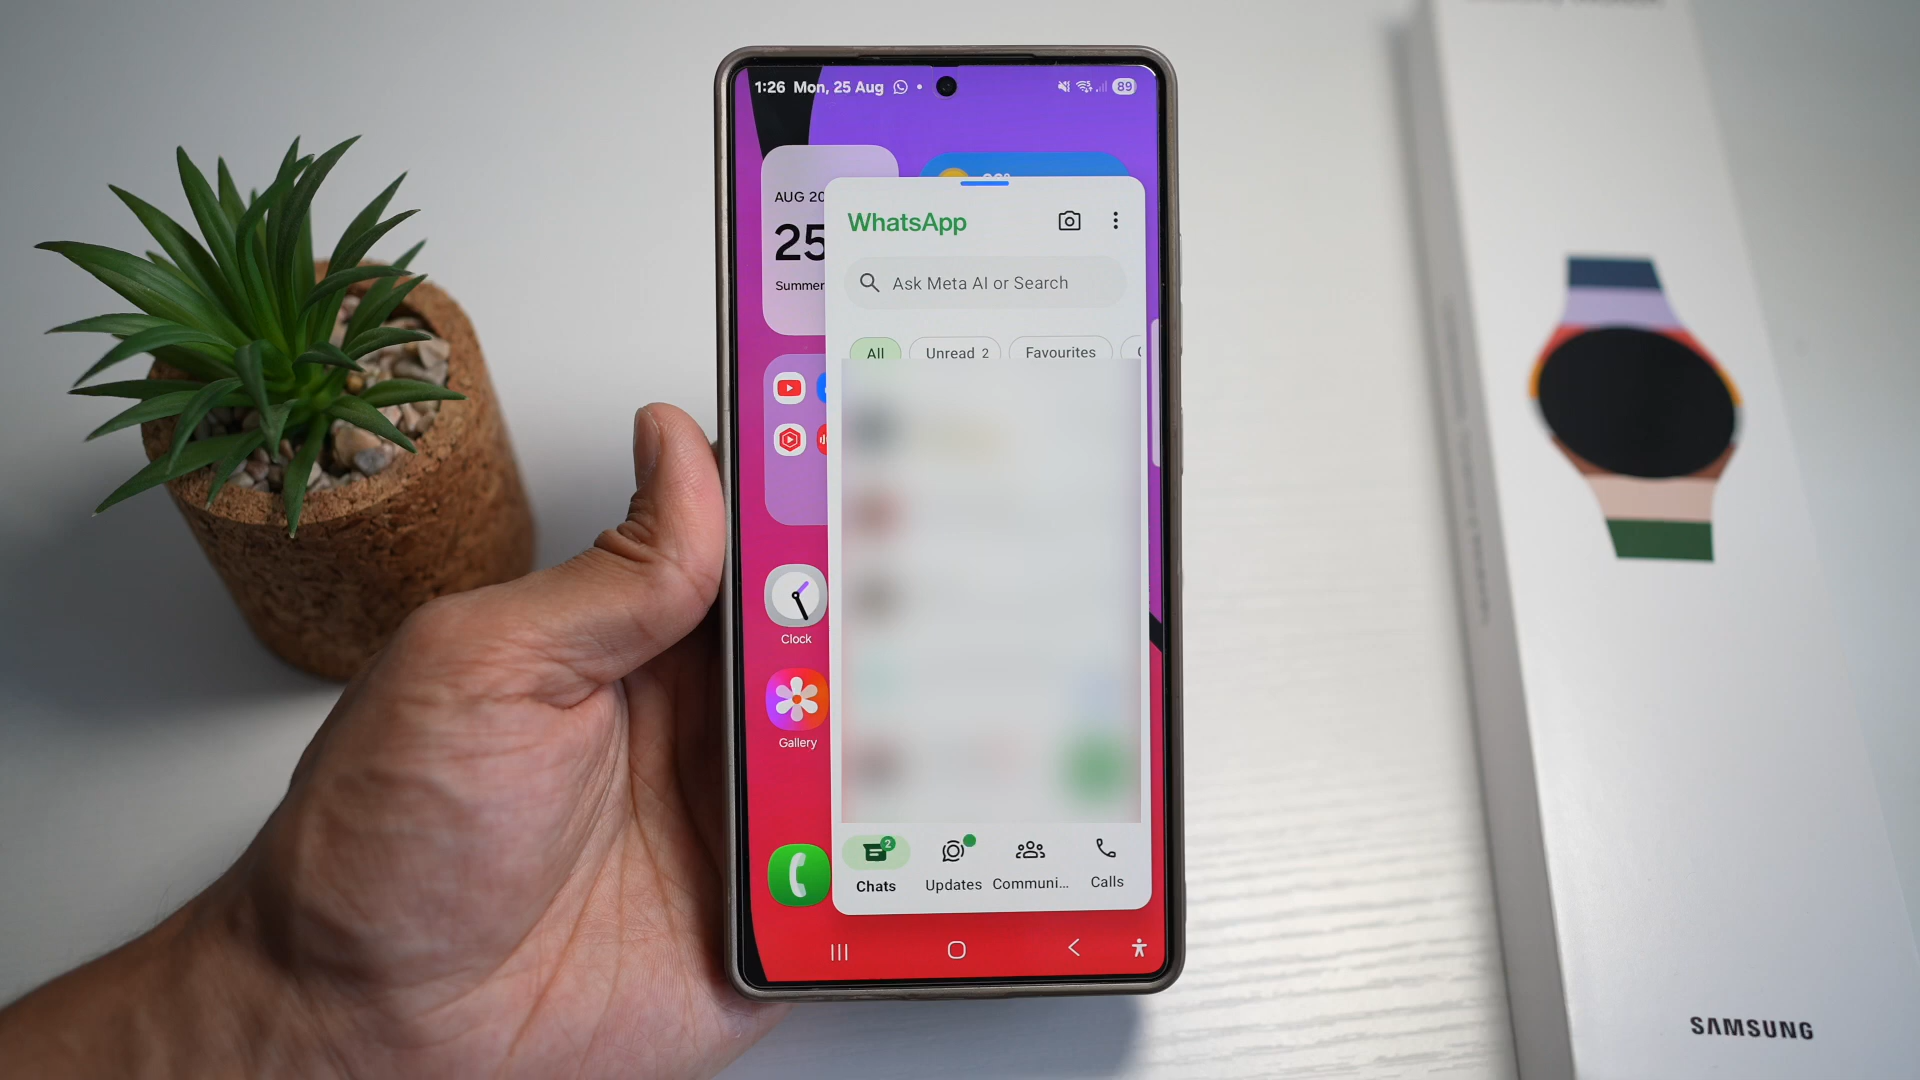 1:26 Mon, 25 Aug
89
AUG 20
25
Summer
WhatsApp
Ask Meta AI or Search
All
Unread 2
Favourites
Clock
Gallery
2
Chats
Updates
Communi...
Calls
SAMSUNG